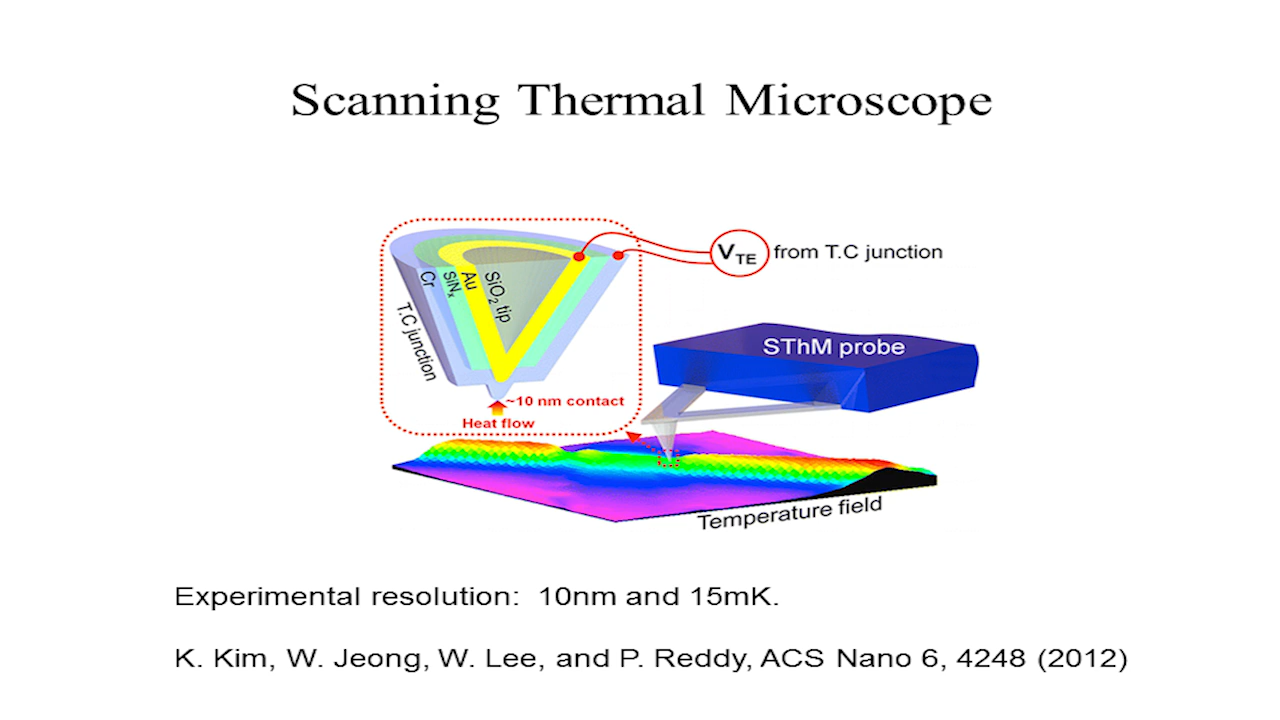 Scanning Thermal Microscope
V_TE from T.C junction
Cr
SiNₓ
Au
SiO₂ tip
T.C junction
~10 nm contact
Heat flow
SThM probe
Temperature field
Experimental resolution: 10nm and 15mK.
K. Kim, W. Jeong, W. Lee, and P. Reddy, ACS Nano 6, 4248 (2012)